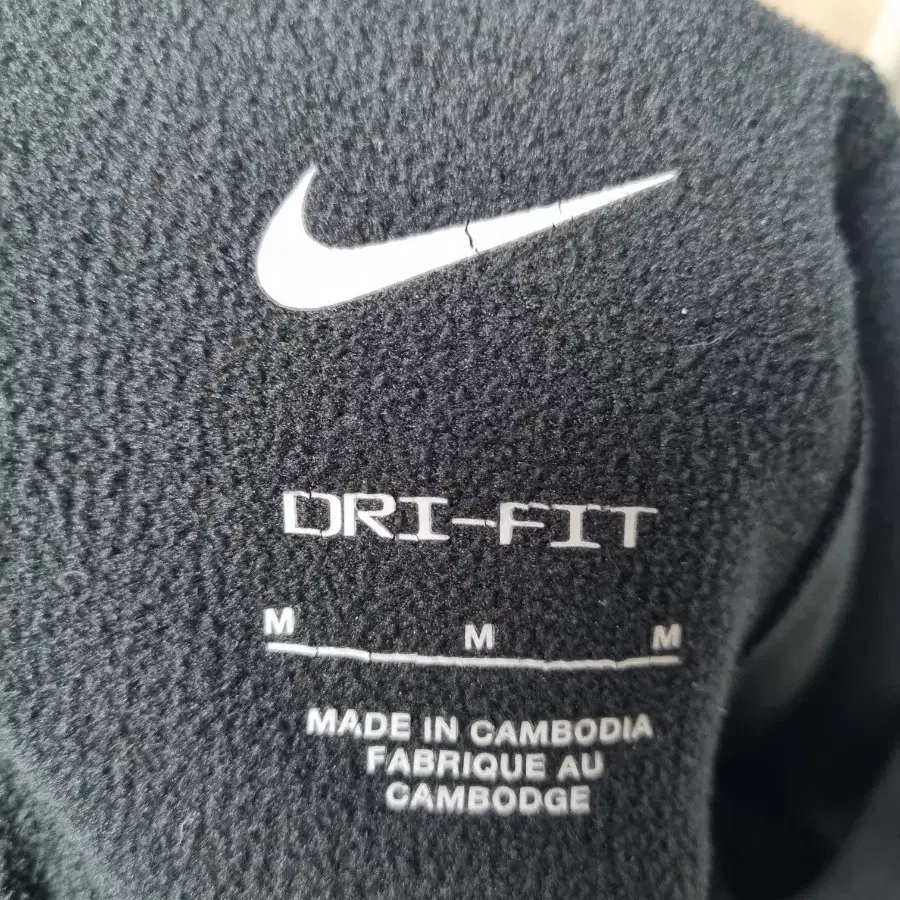 DRI-FIT
M M M
MADE IN CAMBODIA
FABRIQUE AU
CAMBODGE